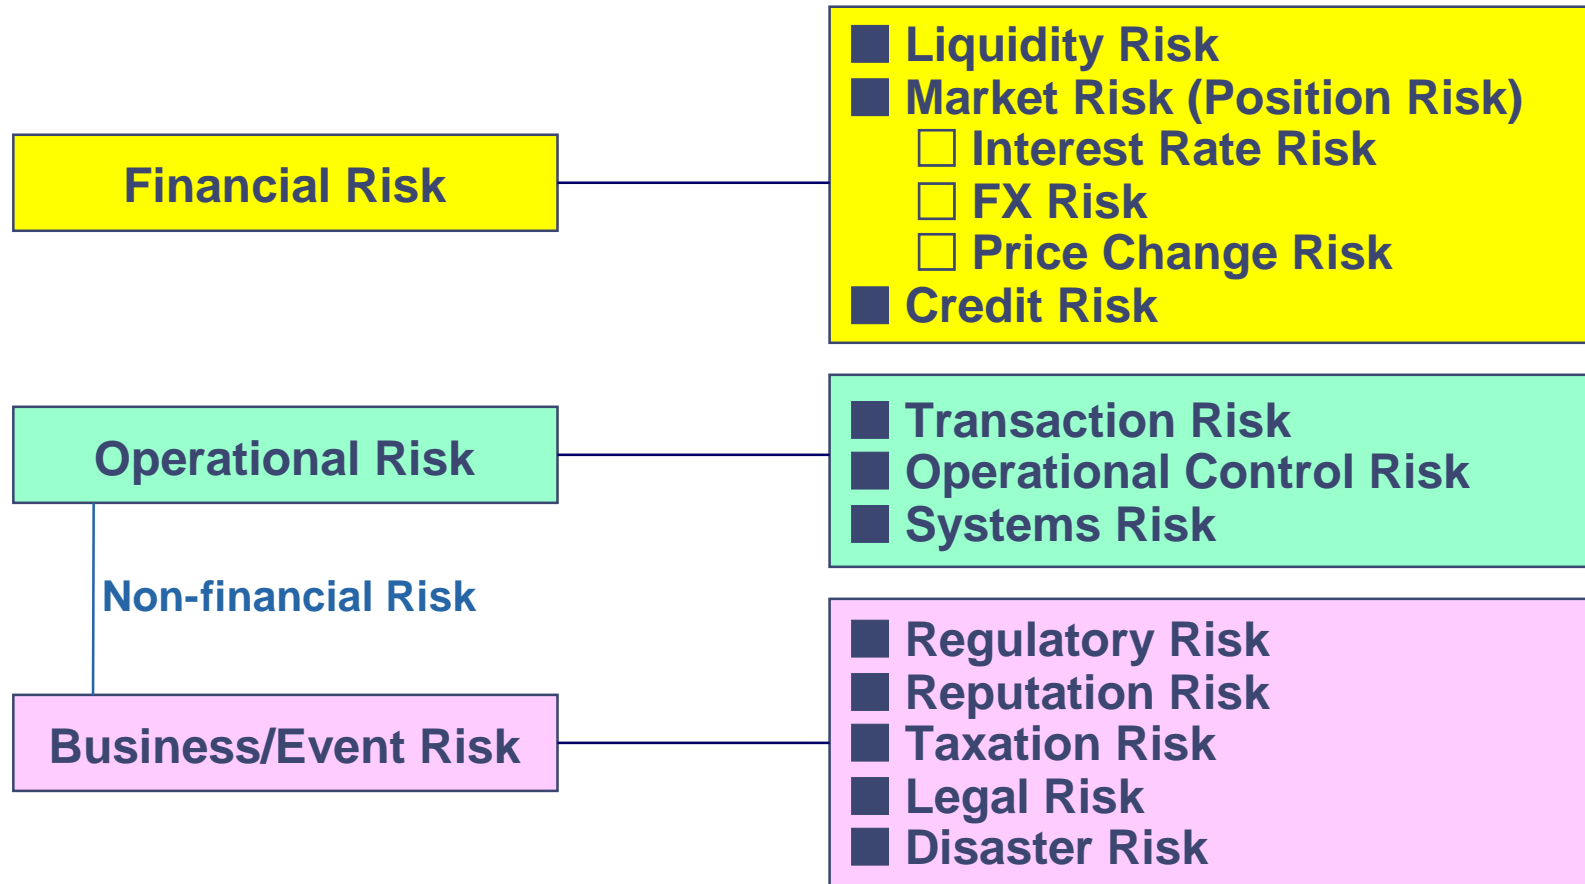 Financial Risk
■ Liquidity Risk
■ Market Risk (Position Risk)
□ Interest Rate Risk
□ FX Risk
□ Price Change Risk
■ Credit Risk
Operational Risk
■ Transaction Risk
■ Operational Control Risk
■ Systems Risk
Non-financial Risk
Business/Event Risk
■ Regulatory Risk
■ Reputation Risk
■ Taxation Risk
■ Legal Risk
■ Disaster Risk